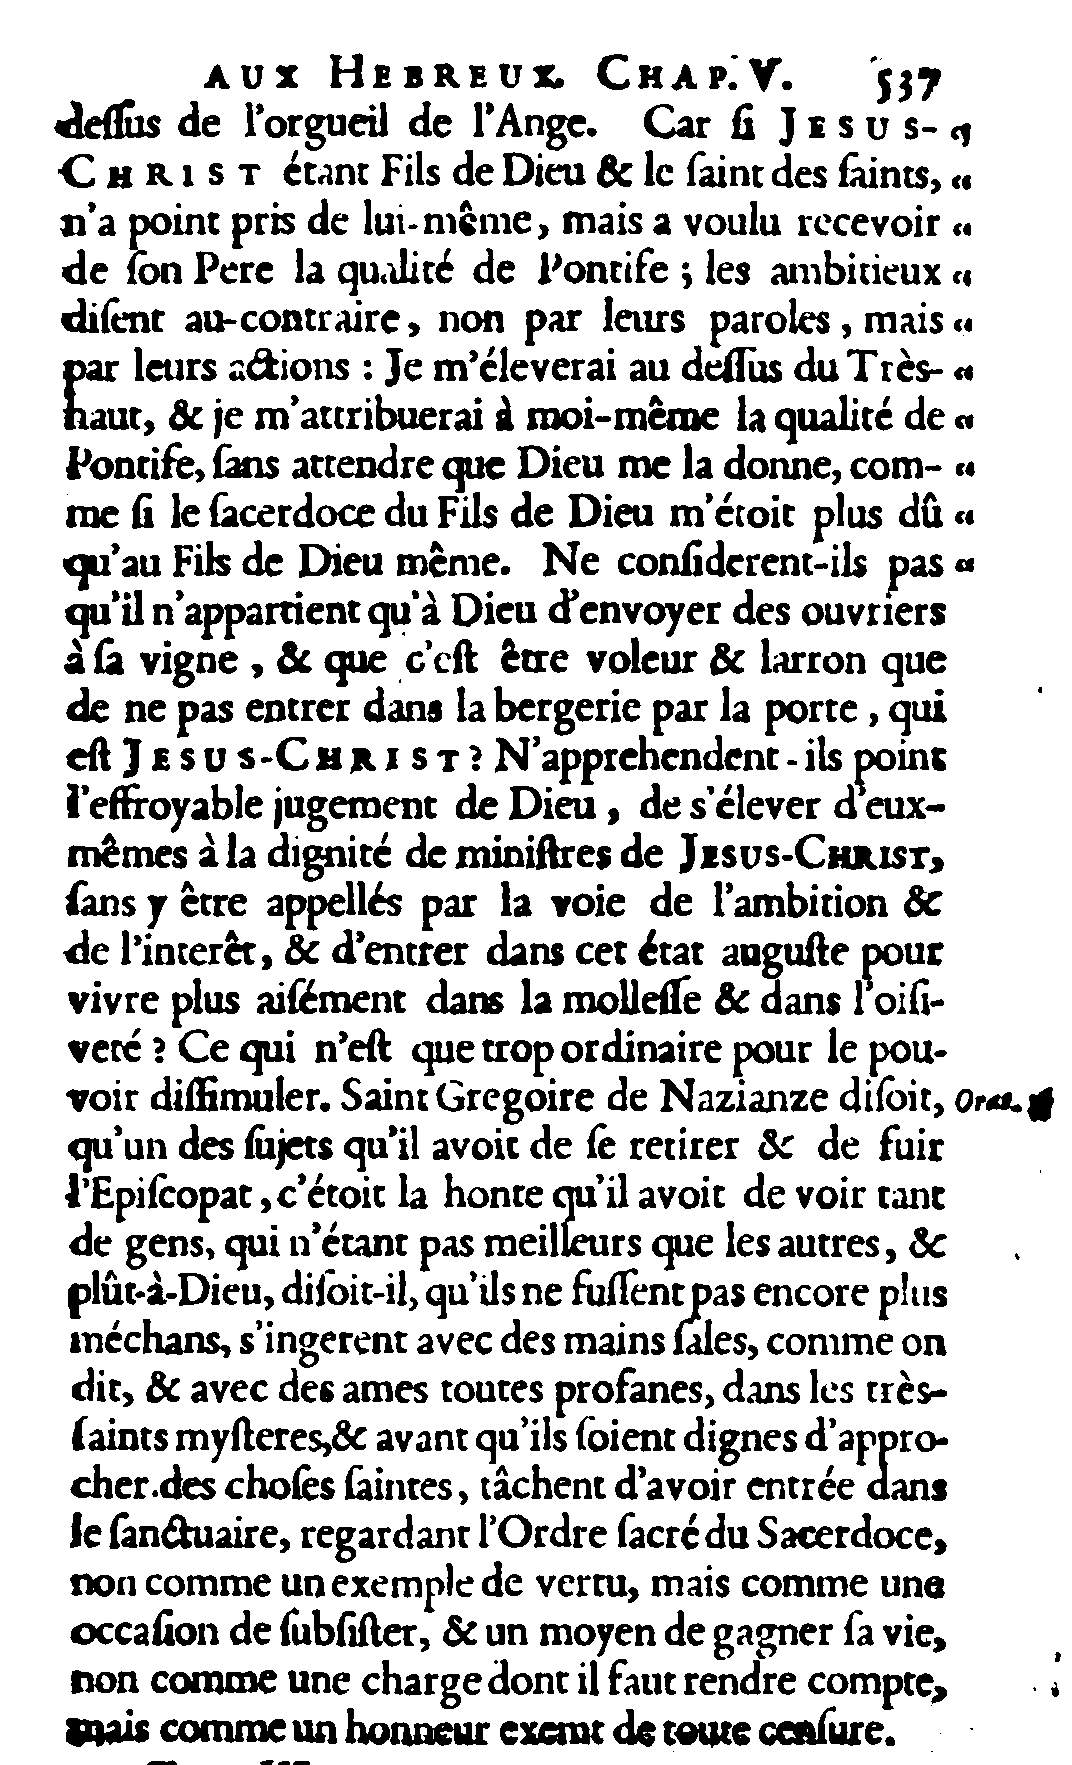 AUX HEBREUX. CHAP. V. 537
deſſus de l'orgueil de l'Ange. Car ſi JESUS- „
CHRIST étant Fils de Dieu & le ſaint des ſaints, „
n'a point pris de lui-même, mais a voulu recevoir „
de ſon Pere la qualité de Pontife ; les ambitieux „
diſent au-contraire, non par leurs paroles, mais „
par leurs actions : Je m'éleverai au deſſus du Très- „
haut, & je m'attribuerai à moi-même la qualité de „
Pontife, ſans attendre que Dieu me la donne, com- „
me ſi le ſacerdoce du Fils de Dieu m'étoit plus dû „
qu'au Fils de Dieu même. Ne conſiderent-ils pas „
qu'il n'appartient qu'à Dieu d'envoyer des ouvriers
à ſa vigne, & que c'eſt être voleur & larron que
de ne pas entrer dans la bergerie par la porte, qui
eſt JESUS-CHRIST ? N'apprehendent-ils point
l'effroyable jugement de Dieu, de s'élever d'eux-
mêmes à la dignité de miniſtres de JESUS-CHRIST,
ſans y être appellés par la voie de l'ambition &
de l'interêt, & d'entrer dans cet état auguſte pour
vivre plus aiſément dans la molleſſe & dans l'oiſi-
veté ? Ce qui n'eſt que trop ordinaire pour le pou-
voir diſſimuler. Saint Gregoire de Nazianze diſoit, Orat.
qu'un des ſujets qu'il avoit de ſe retirer & de fuir
l'Epiſcopat, c'étoit la honte qu'il avoit de voir tant
de gens, qui n'étant pas meilleurs que les autres, &
plût-à-Dieu, diſoit-il, qu'ils ne fuſſent pas encore plus
méchans, s'ingerent avec des mains ſales, comme on
dit, & avec des ames toutes profanes, dans les très-
ſaints myſteres, & avant qu'ils ſoient dignes d'appro-
cher des choſes ſaintes, tâchent d'avoir entrée dans
le ſanctuaire, regardant l'Ordre ſacré du Sacerdoce,
non comme un exemple de vertu, mais comme une
occaſion de ſubſiſter, & un moyen de gagner ſa vie,
non comme une charge dont il faut rendre compte,
mais comme un honneur exemt de toute cenſure.